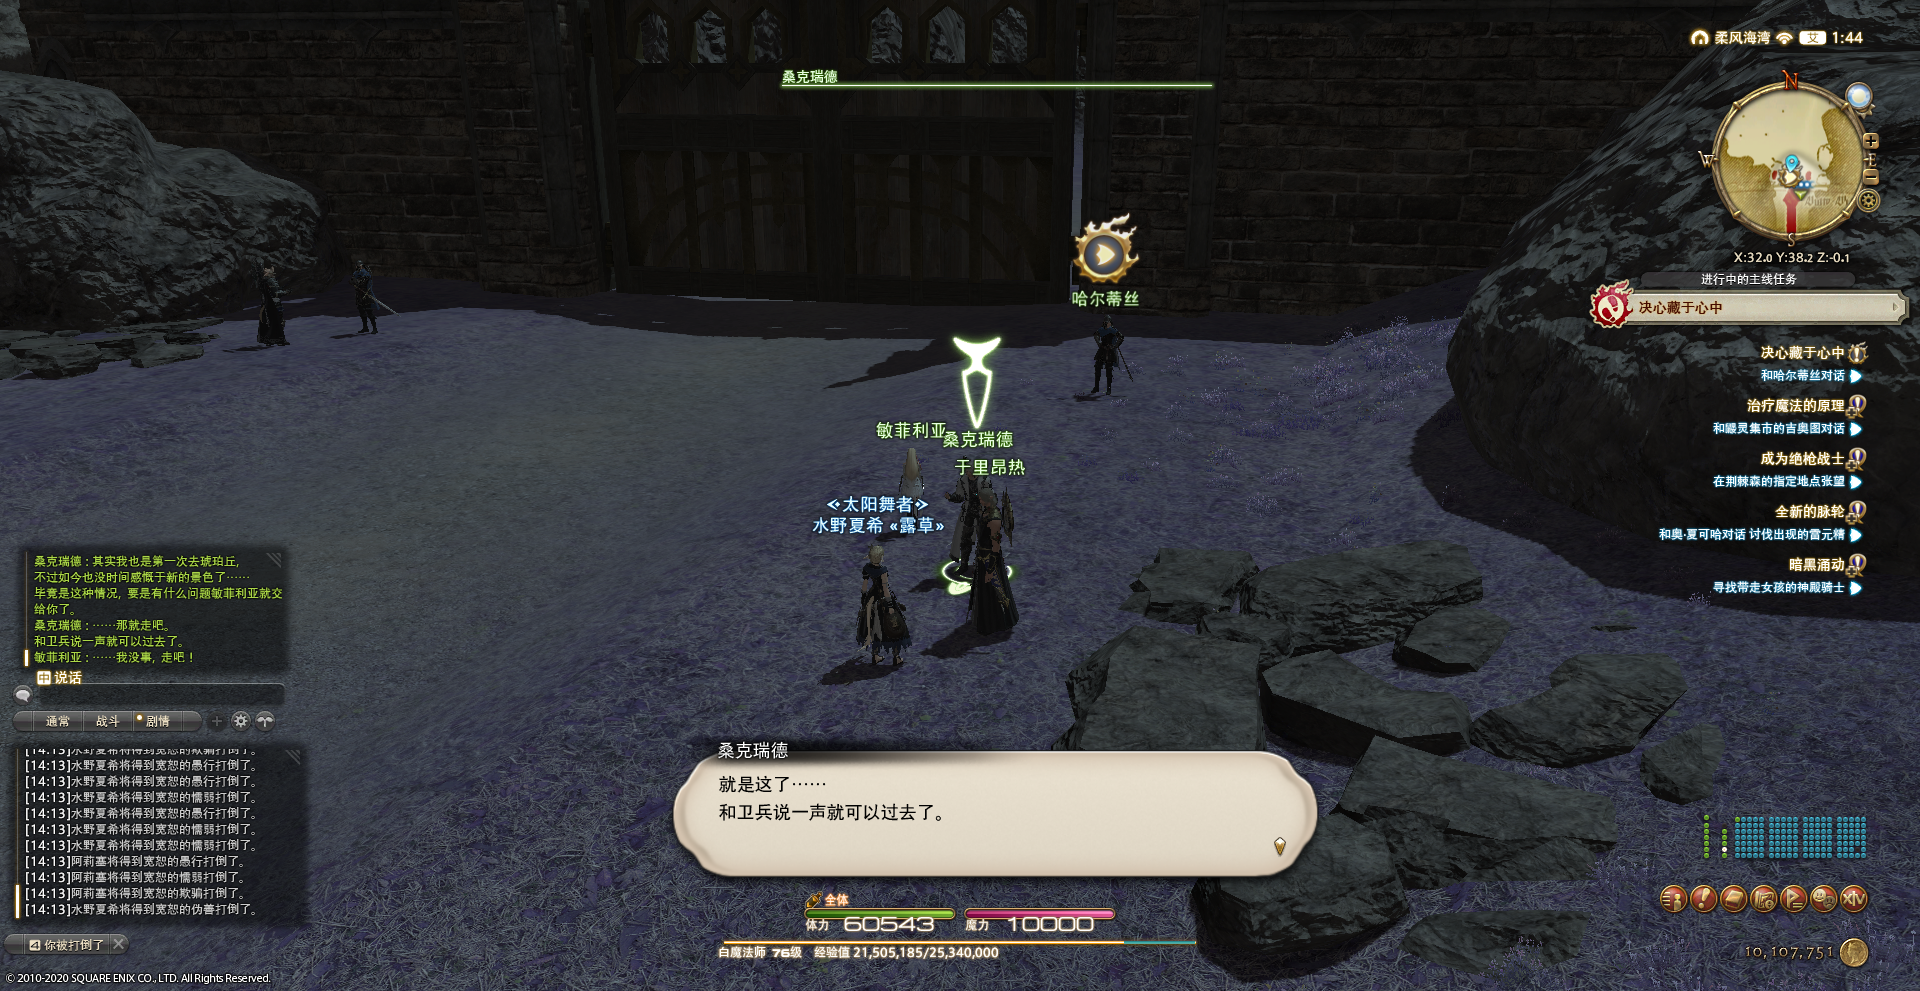 桑克瑞德
柔风海湾 艾 1:44
N
W
E
S
X:32.0 Y:38.2 Z:-0.1
进行中的主线任务
决心藏于心中
决心藏于心中
和哈尔蒂丝对话
治疗魔法的原理
和鼹灵集市的吉奥图对话
成为绝枪战士
在荆棘森的指定地点张望
全新的脉轮
和奥·夏可哈对话 讨伐出现的雷元精
暗黑涌动
寻找带走女孩的神殿骑士
哈尔蒂丝
敏菲利亚
桑克瑞德
于里昂热
太阳舞者
水野夏希 «露草»
桑克瑞德：其实我也是第一次去琥珀丘，
不过如今也没时间感慨于新的景色了……
毕竟是这种情况，要是有什么问题敏菲利亚就交
给你了。
桑克瑞德：……那就走吧。
和卫兵说一声就可以过去了。
敏菲利亚：……我没事，走吧！
中 说话
通常 战斗 剧情
[14:13]水野夏希将得到宽恕的欺骗打倒了。
[14:13]水野夏希将得到宽恕的愚行打倒了。
[14:13]水野夏希将得到宽恕的愚行打倒了。
[14:13]水野夏希将得到宽恕的懦弱打倒了。
[14:13]水野夏希将得到宽恕的愚行打倒了。
[14:13]水野夏希将得到宽恕的懦弱打倒了。
[14:13]水野夏希将得到宽恕的懦弱打倒了。
[14:13]阿莉塞将得到宽恕的愚行打倒了。
[14:13]阿莉塞将得到宽恕的懦弱打倒了。
[14:13]阿莉塞将得到宽恕的欺骗打倒了。
[14:13]水野夏希将得到宽恕的伪善打倒了。
4 你被打倒了
© 2010-2020 SQUARE ENIX CO., LTD. All Rights Reserved.
桑克瑞德
就是这了……
和卫兵说一声就可以过去了。
全体
体力 60543 魔力 10000
白魔法师 76级 经验值 21,505,185/25,340,000
XIV
10,107,751